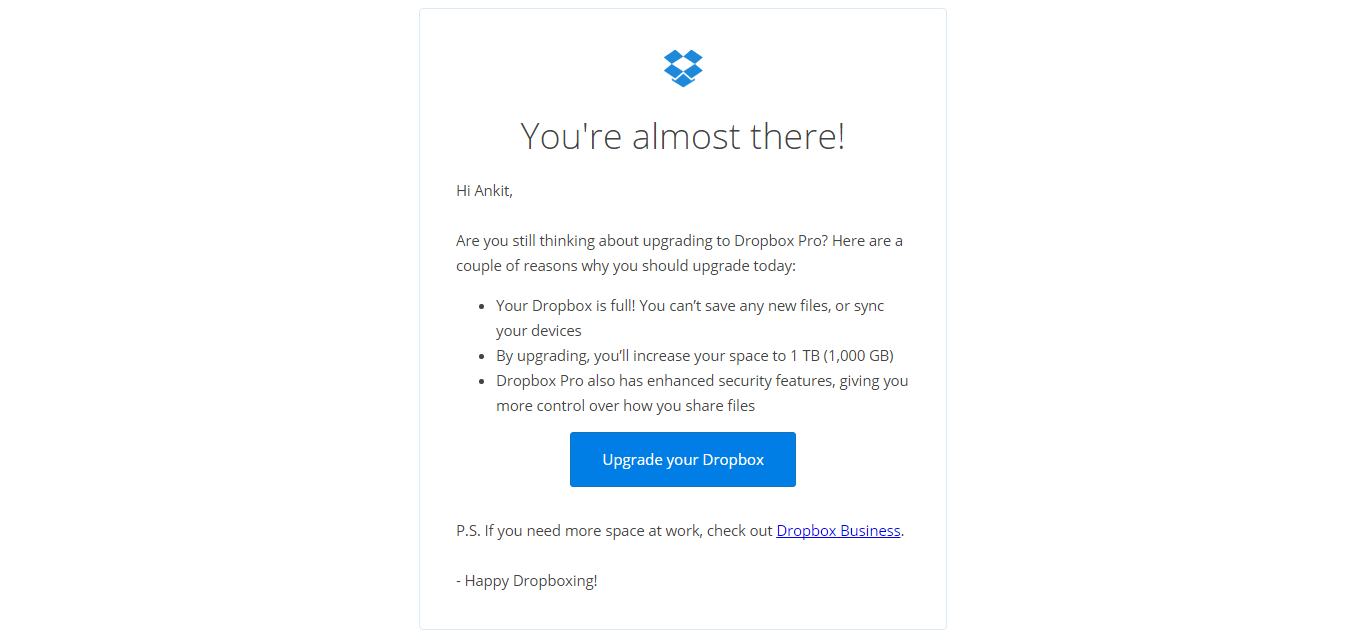 You're almost there!
Hi Ankit,
Are you still thinking about upgrading to Dropbox Pro? Here are a
couple of reasons why you should upgrade today:
• Your Dropbox is full! You can’t save any new files, or sync
your devices
• By upgrading, you’ll increase your space to 1 TB (1,000 GB)
• Dropbox Pro also has enhanced security features, giving you
more control over how you share files
Upgrade your Dropbox
P.S. If you need more space at work, check out Dropbox Business.
- Happy Dropboxing!